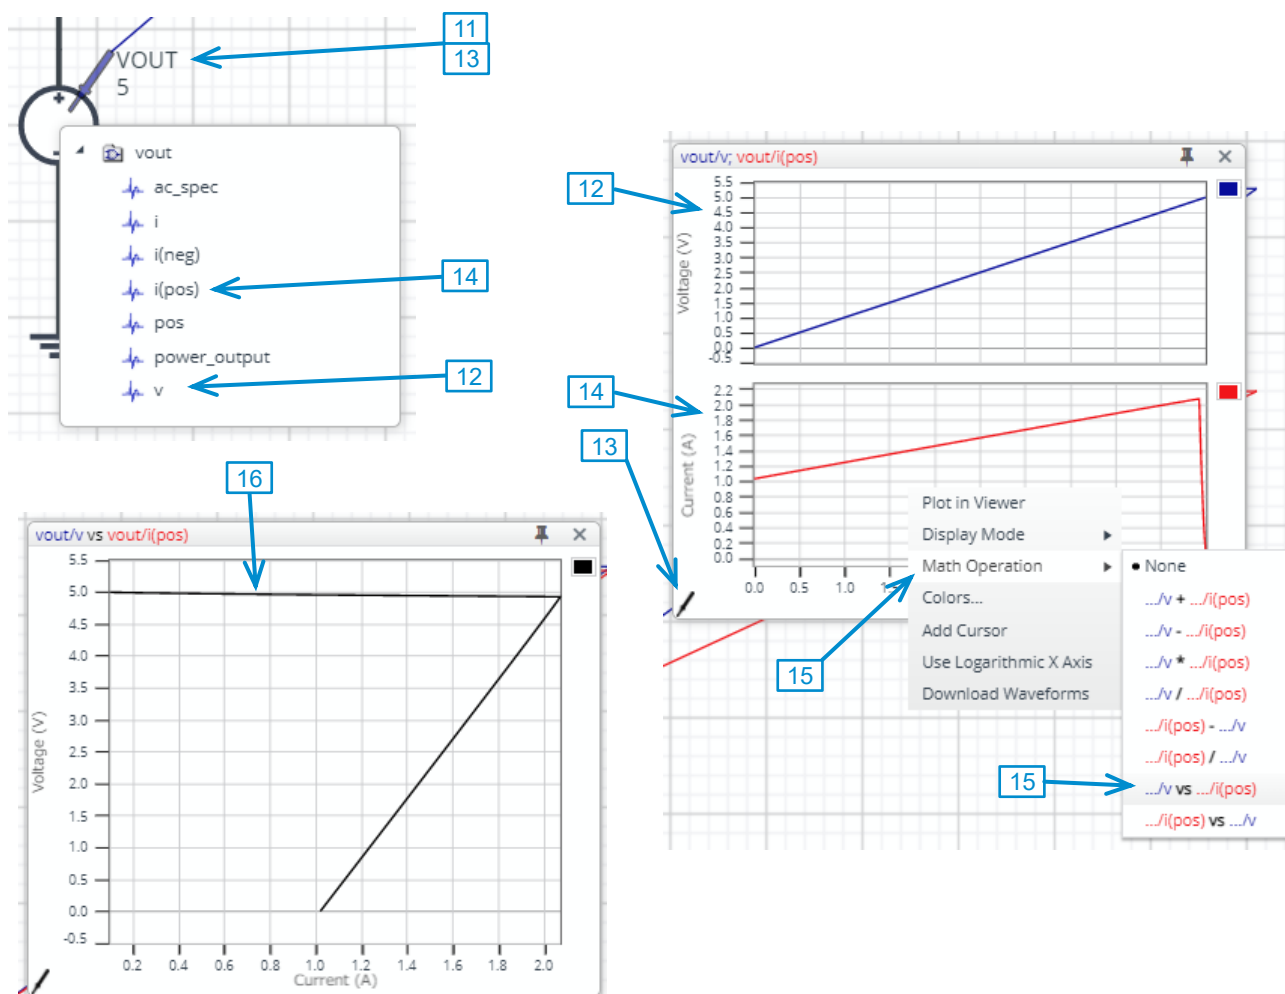 11
13
VOUT
5
vout
ac_spec
i
i(neg)
i(pos)
pos
power_output
v
14
12
vout/v; vout/i(pos)
12
5.5
5.0
4.5
4.0
3.5
3.0
2.5
2.0
1.5
1.0
0.5
0.0
-0.5
Voltage (V)
14
13
2.2
2.0
1.8
1.6
1.4
1.2
1.0
0.8
0.6
0.4
0.2
0.0
Current (A)
0.0 0.5 1.0
Plot in Viewer
Display Mode
Math Operation
Colors...
Add Cursor
Use Logarithmic X Axis
Download Waveforms
15
None
.../v + .../i(pos)
.../v - .../i(pos)
.../v * .../i(pos)
.../v / .../i(pos)
.../i(pos) - .../v
.../i(pos) / .../v
.../v vs .../i(pos)
.../i(pos) vs .../v
15
16
vout/v vs vout/i(pos)
5.5
5.0
4.5
4.0
3.5
3.0
2.5
2.0
1.5
1.0
0.5
0.0
-0.5
Voltage (V)
0.2 0.4 0.6 0.8 1.0 1.2 1.4 1.6 1.8 2.0
Current (A)